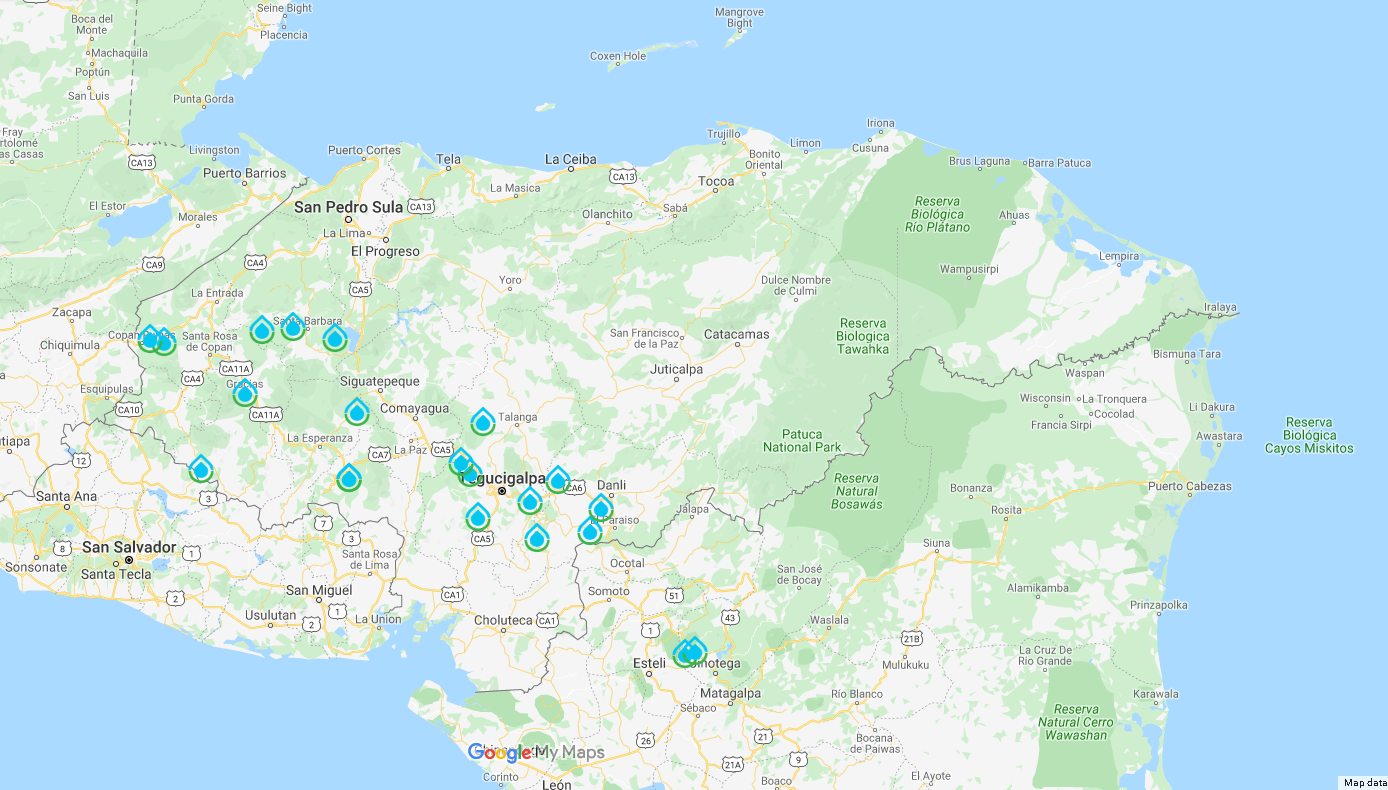 Seine Bight
Boca del
Monte
Placencia
Machaquila
Mangrove
Bight
Coxen Hole
Poptún
San Luis
Punta Gorda
Fray
Casas
CA13
Livingston
Puerto Cortes
Tela
La Ceiba
CA13
Trujillo
Bonito
Oriental
Limon
Iriona
Cusuna
Brus Laguna
Barra Patuca
Puerto Barrios
La Masica
Tocoa
El Estor
Morales
San Pedro Sula
CA13
Olanchito
Sabá
Reserva
Biológica
Río Plátano
Ahuas
La Lima
El Progreso
CA9
CA4
Lempira
Wampusirpi
CA5
Yoro
Dulce Nombre
de Culmi
La Entrada
Zacapa
Iralaya
Santa Rosa
de Copan
San Francisco
de la Paz
Catacamas
Reserva
Biologica
Tawahka
Chiquimula
Bismuna Tara
CA11A
CA4
Juticalpa
Waspan
Esquipulas
Siguatepeque
CA10
CA11A
Comayagua
Talanga
Wisconsin
La Tronquera
Cocolad
Francia Sirpi
Li Dakura
La Esperanza
La Paz
CA5
CA7
Patuca
National Park
Awastara
Reserva
Biológica
Cayos Miskitos
12
Tegucigalpa
CA6
Danli
Reserva
Natural
Bosawás
Bonanza
Puerto Cabezas
Santa Ana
3
El Paraiso
Jalapa
Rosita
7
San Salvador
8
1
3
CA5
Siuna
Sonsonate
Santa Tecla
Santa Rosa
de Lima
Ocotal
San José
de Bocay
Alamikamba
San Miguel
2
Somoto
51
CA1
Prinzapolka
Usulutan
1
2
La Union
Choluteca
CA1
1
43
Waslala
21B
La Cruz De
Río Grande
Esteli
Mulukuku
Matagalpa
Río Blanco
Karawala
Sébaco
Reserva
Natural Cerro
Wawashan
26
21
Bocana
de Paiwas
Google My Maps
21A
9
Corinto
León
Boaco
El Ayote
Map data